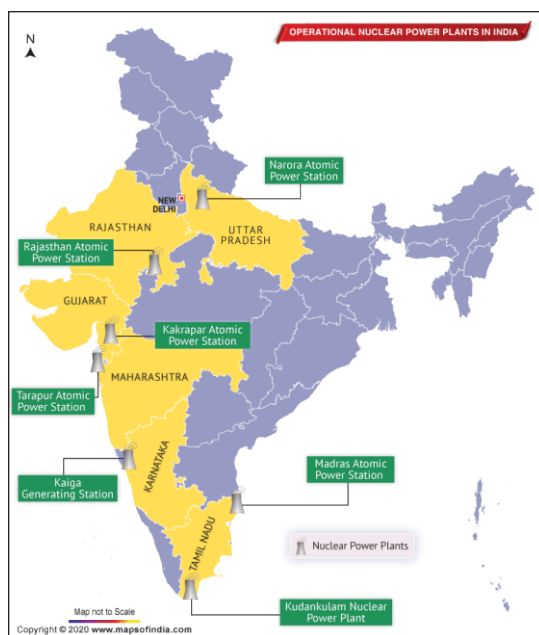 OPERATIONAL NUCLEAR POWER PLANTS IN INDIA
N
Narora Atomic
Power Station
NEW
DELHI
RAJASTHAN
UTTAR
PRADESH
Rajasthan Atomic
Power Station
GUJARAT
Kakrapar Atomic
Power Station
MAHARASHTRA
Tarapur Atomic
Power Station
KARNATAKA
Madras Atomic
Power Station
Kaiga
Generating Station
TAMIL NADU
Nuclear Power Plants
Kudankulam Nuclear
Power Plant
Map not to Scale
Copyright © 2020 www.mapsofindia.com